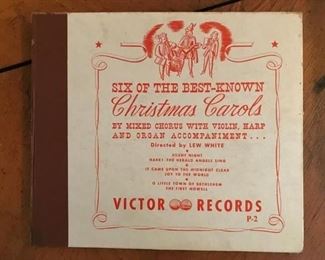 SIX OF THE BEST-KNOWN
Christmas Carols
BY MIXED CHORUS WITH VIOLIN, HARP
AND ORGAN ACCOMPANIMENT...
Directed by LEW WHITE
SILENT NIGHT
HARK! THE HERALD ANGELS SING
IT CAME UPON THE MIDNIGHT CLEAR
JOY TO THE WORLD
O LITTLE TOWN OF BETHLEHEM
THE FIRST NOWELL
VICTOR RECORDS
P-2